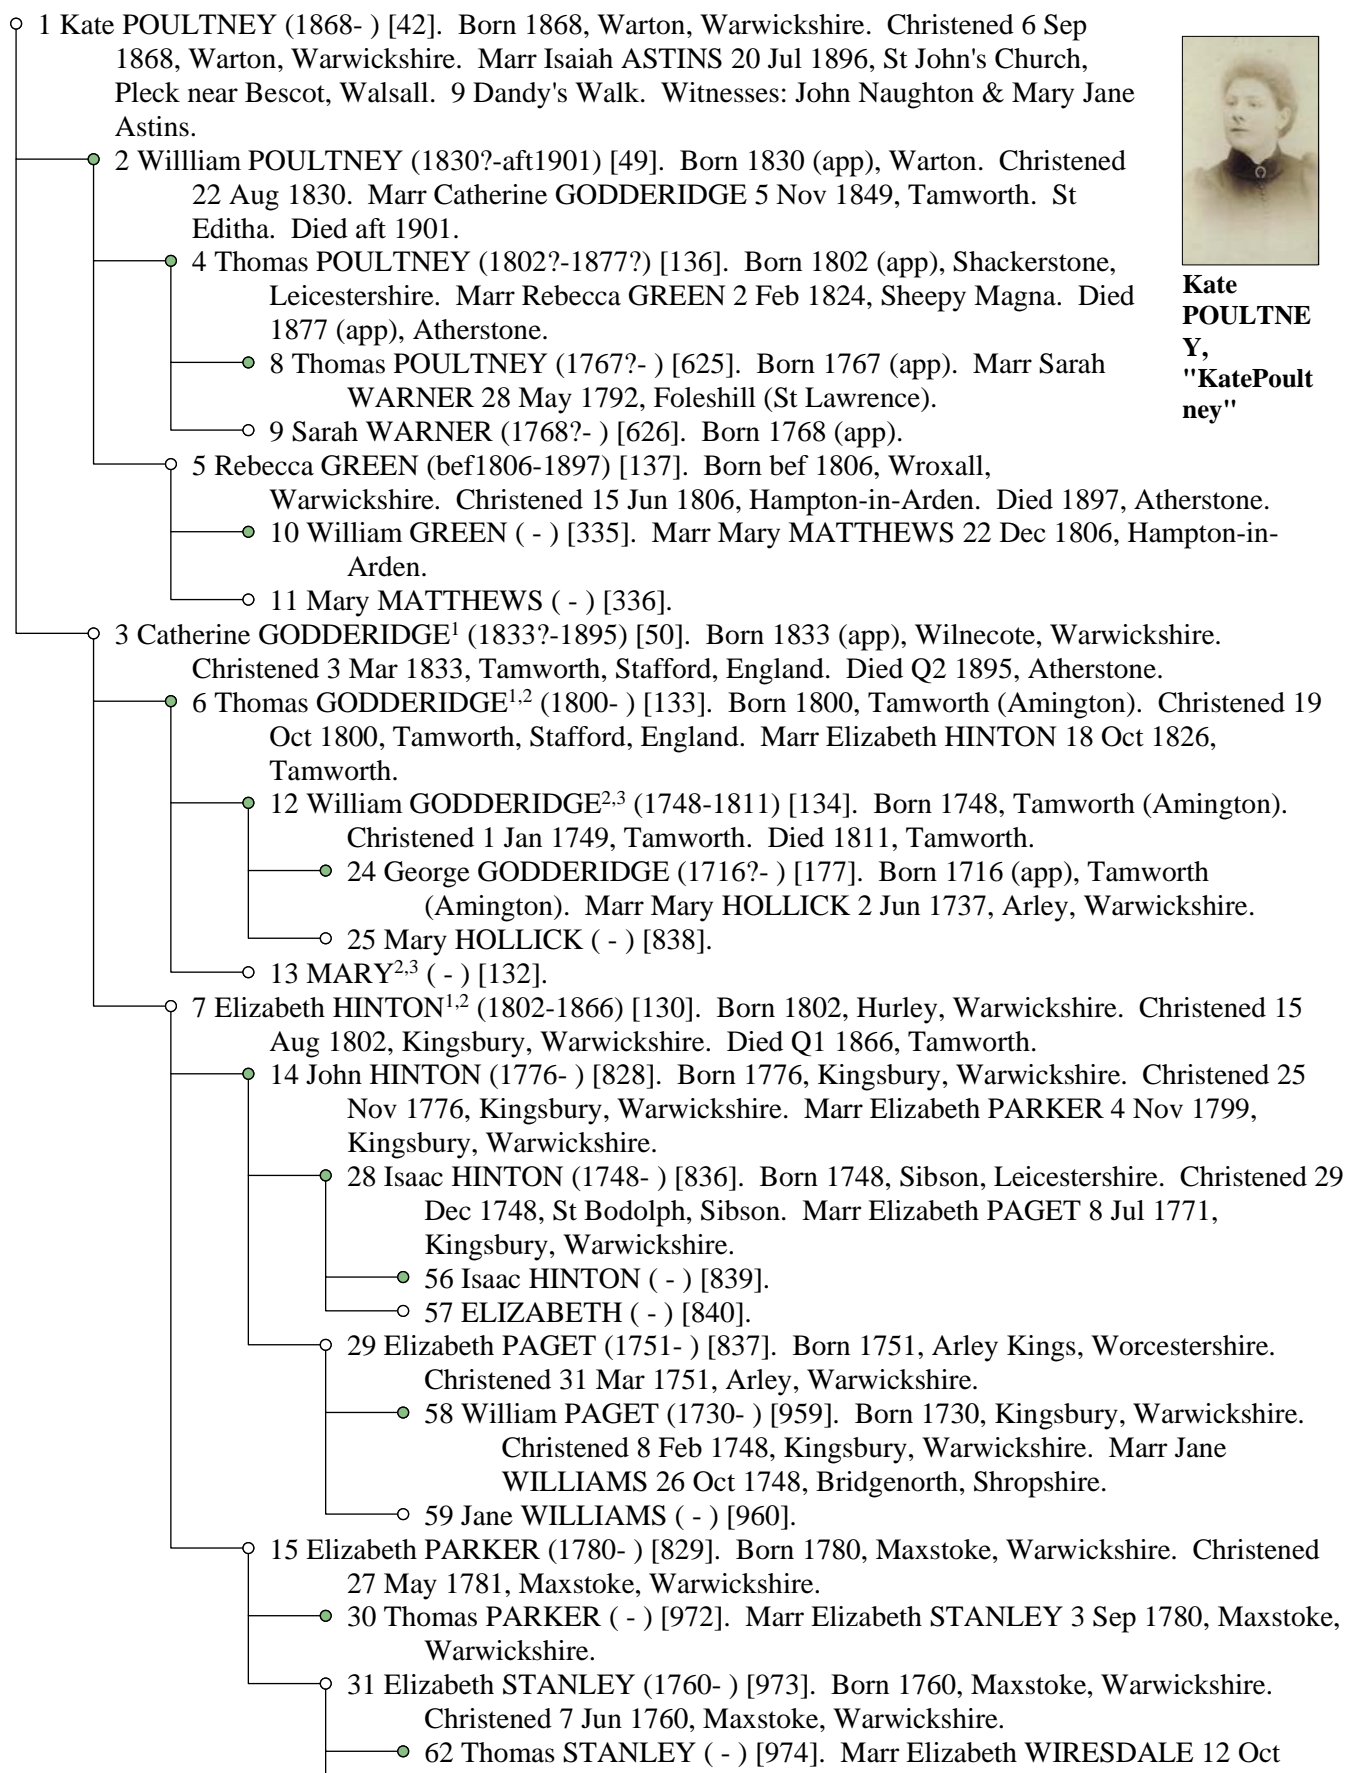 1 Kate POULTNEY (1868- ) [42]. Born 1868, Warton, Warwickshire. Christened 6 Sep
1868, Warton, Warwickshire. Marr Isaiah ASTINS 20 Jul 1896, St John's Church,
Pleck near Bescot, Walsall. 9 Dandy's Walk. Witnesses: John Naughton & Mary Jane
Astins.
2 Willliam POULTNEY (1830?-aft1901) [49]. Born 1830 (app), Warton. Christened
22 Aug 1830. Marr Catherine GODDERIDGE 5 Nov 1849, Tamworth. St
Editha. Died aft 1901.
4 Thomas POULTNEY (1802?-1877?) [136]. Born 1802 (app), Shackerstone,
Leicestershire. Marr Rebecca GREEN 2 Feb 1824, Sheepy Magna. Died
1877 (app), Atherstone.
Kate
POULTNE
Y,
"KatePoult
ney"
8 Thomas POULTNEY (1767?- ) [625]. Born 1767 (app). Marr Sarah
WARNER 28 May 1792, Foleshill (St Lawrence).
9 Sarah WARNER (1768?- ) [626]. Born 1768 (app).
5 Rebecca GREEN (bef1806-1897) [137]. Born bef 1806, Wroxall,
Warwickshire. Christened 15 Jun 1806, Hampton-in-Arden. Died 1897, Atherstone.
10 William GREEN ( - ) [335]. Marr Mary MATTHEWS 22 Dec 1806, Hampton-in-
Arden.
11 Mary MATTHEWS ( - ) [336].
3 Catherine GODDERIDGE¹ (1833?-1895) [50]. Born 1833 (app), Wilnecote, Warwickshire.
Christened 3 Mar 1833, Tamworth, Stafford, England. Died Q2 1895, Atherstone.
6 Thomas GODDERIDGE¹,² (1800- ) [133]. Born 1800, Tamworth (Amington). Christened 19
Oct 1800, Tamworth, Stafford, England. Marr Elizabeth HINTON 18 Oct 1826,
Tamworth.
12 William GODDERIDGE²,³ (1748-1811) [134]. Born 1748, Tamworth (Amington).
Christened 1 Jan 1749, Tamworth. Died 1811, Tamworth.
24 George GODDERIDGE (1716?- ) [177]. Born 1716 (app), Tamworth
(Amington). Marr Mary HOLLICK 2 Jun 1737, Arley, Warwickshire.
25 Mary HOLLICK ( - ) [838].
13 MARY²,³ ( - ) [132].
7 Elizabeth HINTON¹,² (1802-1866) [130]. Born 1802, Hurley, Warwickshire. Christened 15
Aug 1802, Kingsbury, Warwickshire. Died Q1 1866, Tamworth.
14 John HINTON (1776- ) [828]. Born 1776, Kingsbury, Warwickshire. Christened 25
Nov 1776, Kingsbury, Warwickshire. Marr Elizabeth PARKER 4 Nov 1799,
Kingsbury, Warwickshire.
28 Isaac HINTON (1748- ) [836]. Born 1748, Sibson, Leicestershire. Christened 29
Dec 1748, St Bodolph, Sibson. Marr Elizabeth PAGET 8 Jul 1771,
Kingsbury, Warwickshire.
56 Isaac HINTON ( - ) [839].
57 ELIZABETH ( - ) [840].
29 Elizabeth PAGET (1751- ) [837]. Born 1751, Arley Kings, Worcestershire.
Christened 31 Mar 1751, Arley, Warwickshire.
58 William PAGET (1730- ) [959]. Born 1730, Kingsbury, Warwickshire.
Christened 8 Feb 1748, Kingsbury, Warwickshire. Marr Jane
WILLIAMS 26 Oct 1748, Bridgenorth, Shropshire.
59 Jane WILLIAMS ( - ) [960].
15 Elizabeth PARKER (1780- ) [829]. Born 1780, Maxstoke, Warwickshire. Christened
27 May 1781, Maxstoke, Warwickshire.
30 Thomas PARKER ( - ) [972]. Marr Elizabeth STANLEY 3 Sep 1780, Maxstoke,
Warwickshire.
31 Elizabeth STANLEY (1760- ) [973]. Born 1760, Maxstoke, Warwickshire.
Christened 7 Jun 1760, Maxstoke, Warwickshire.
62 Thomas STANLEY ( - ) [974]. Marr Elizabeth WIRESDALE 12 Oct